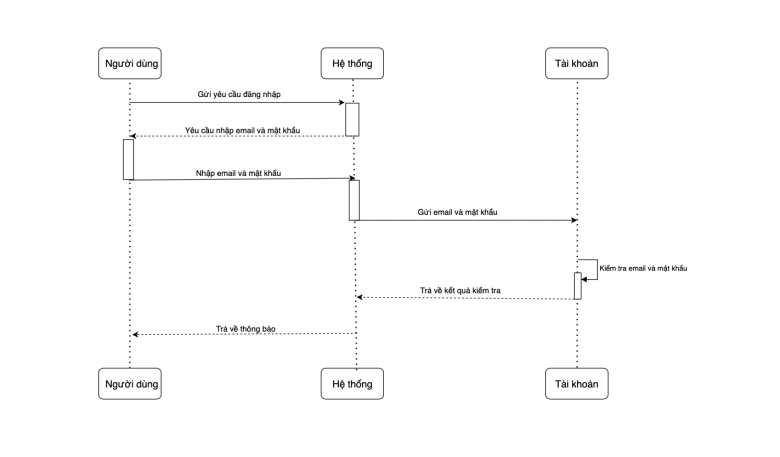 Người dùng
Hệ thống
Tài khoản
Gửi yêu cầu đăng nhập
Yêu cầu nhập email và mật khẩu
Nhập email và mật khẩu
Gửi email và mật khẩu
Kiểm tra email và mật khẩu
Trả về kết quả kiểm tra
Trả về thông báo
Người dùng
Hệ thống
Tài khoản